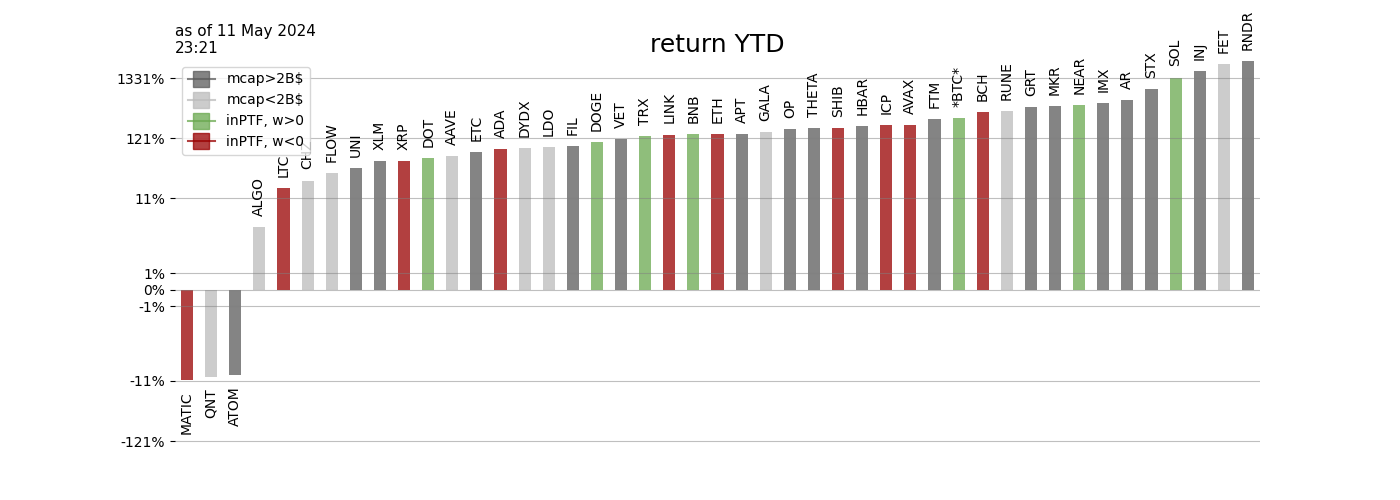 as of 11 May 2024
23:21
return YTD
mcap>2B$
mcap<2B$
inPTF, w>0
inPTF, w<0
1331%
121%
11%
1%
0%
-1%
-11%
-121%
MATIC
QNT
ATOM
ALGO
LTC
CHZ
FLOW
UNI
XLM
XRP
DOT
AAVE
ETC
ADA
DYDX
LDO
FIL
DOGE
VET
TRX
LINK
BNB
ETH
APT
GALA
OP
THETA
SHIB
HBAR
ICP
AVAX
FTM
*BTC*
BCH
RUNE
GRT
MKR
NEAR
IMX
AR
STX
SOL
INJ
FET
RNDR